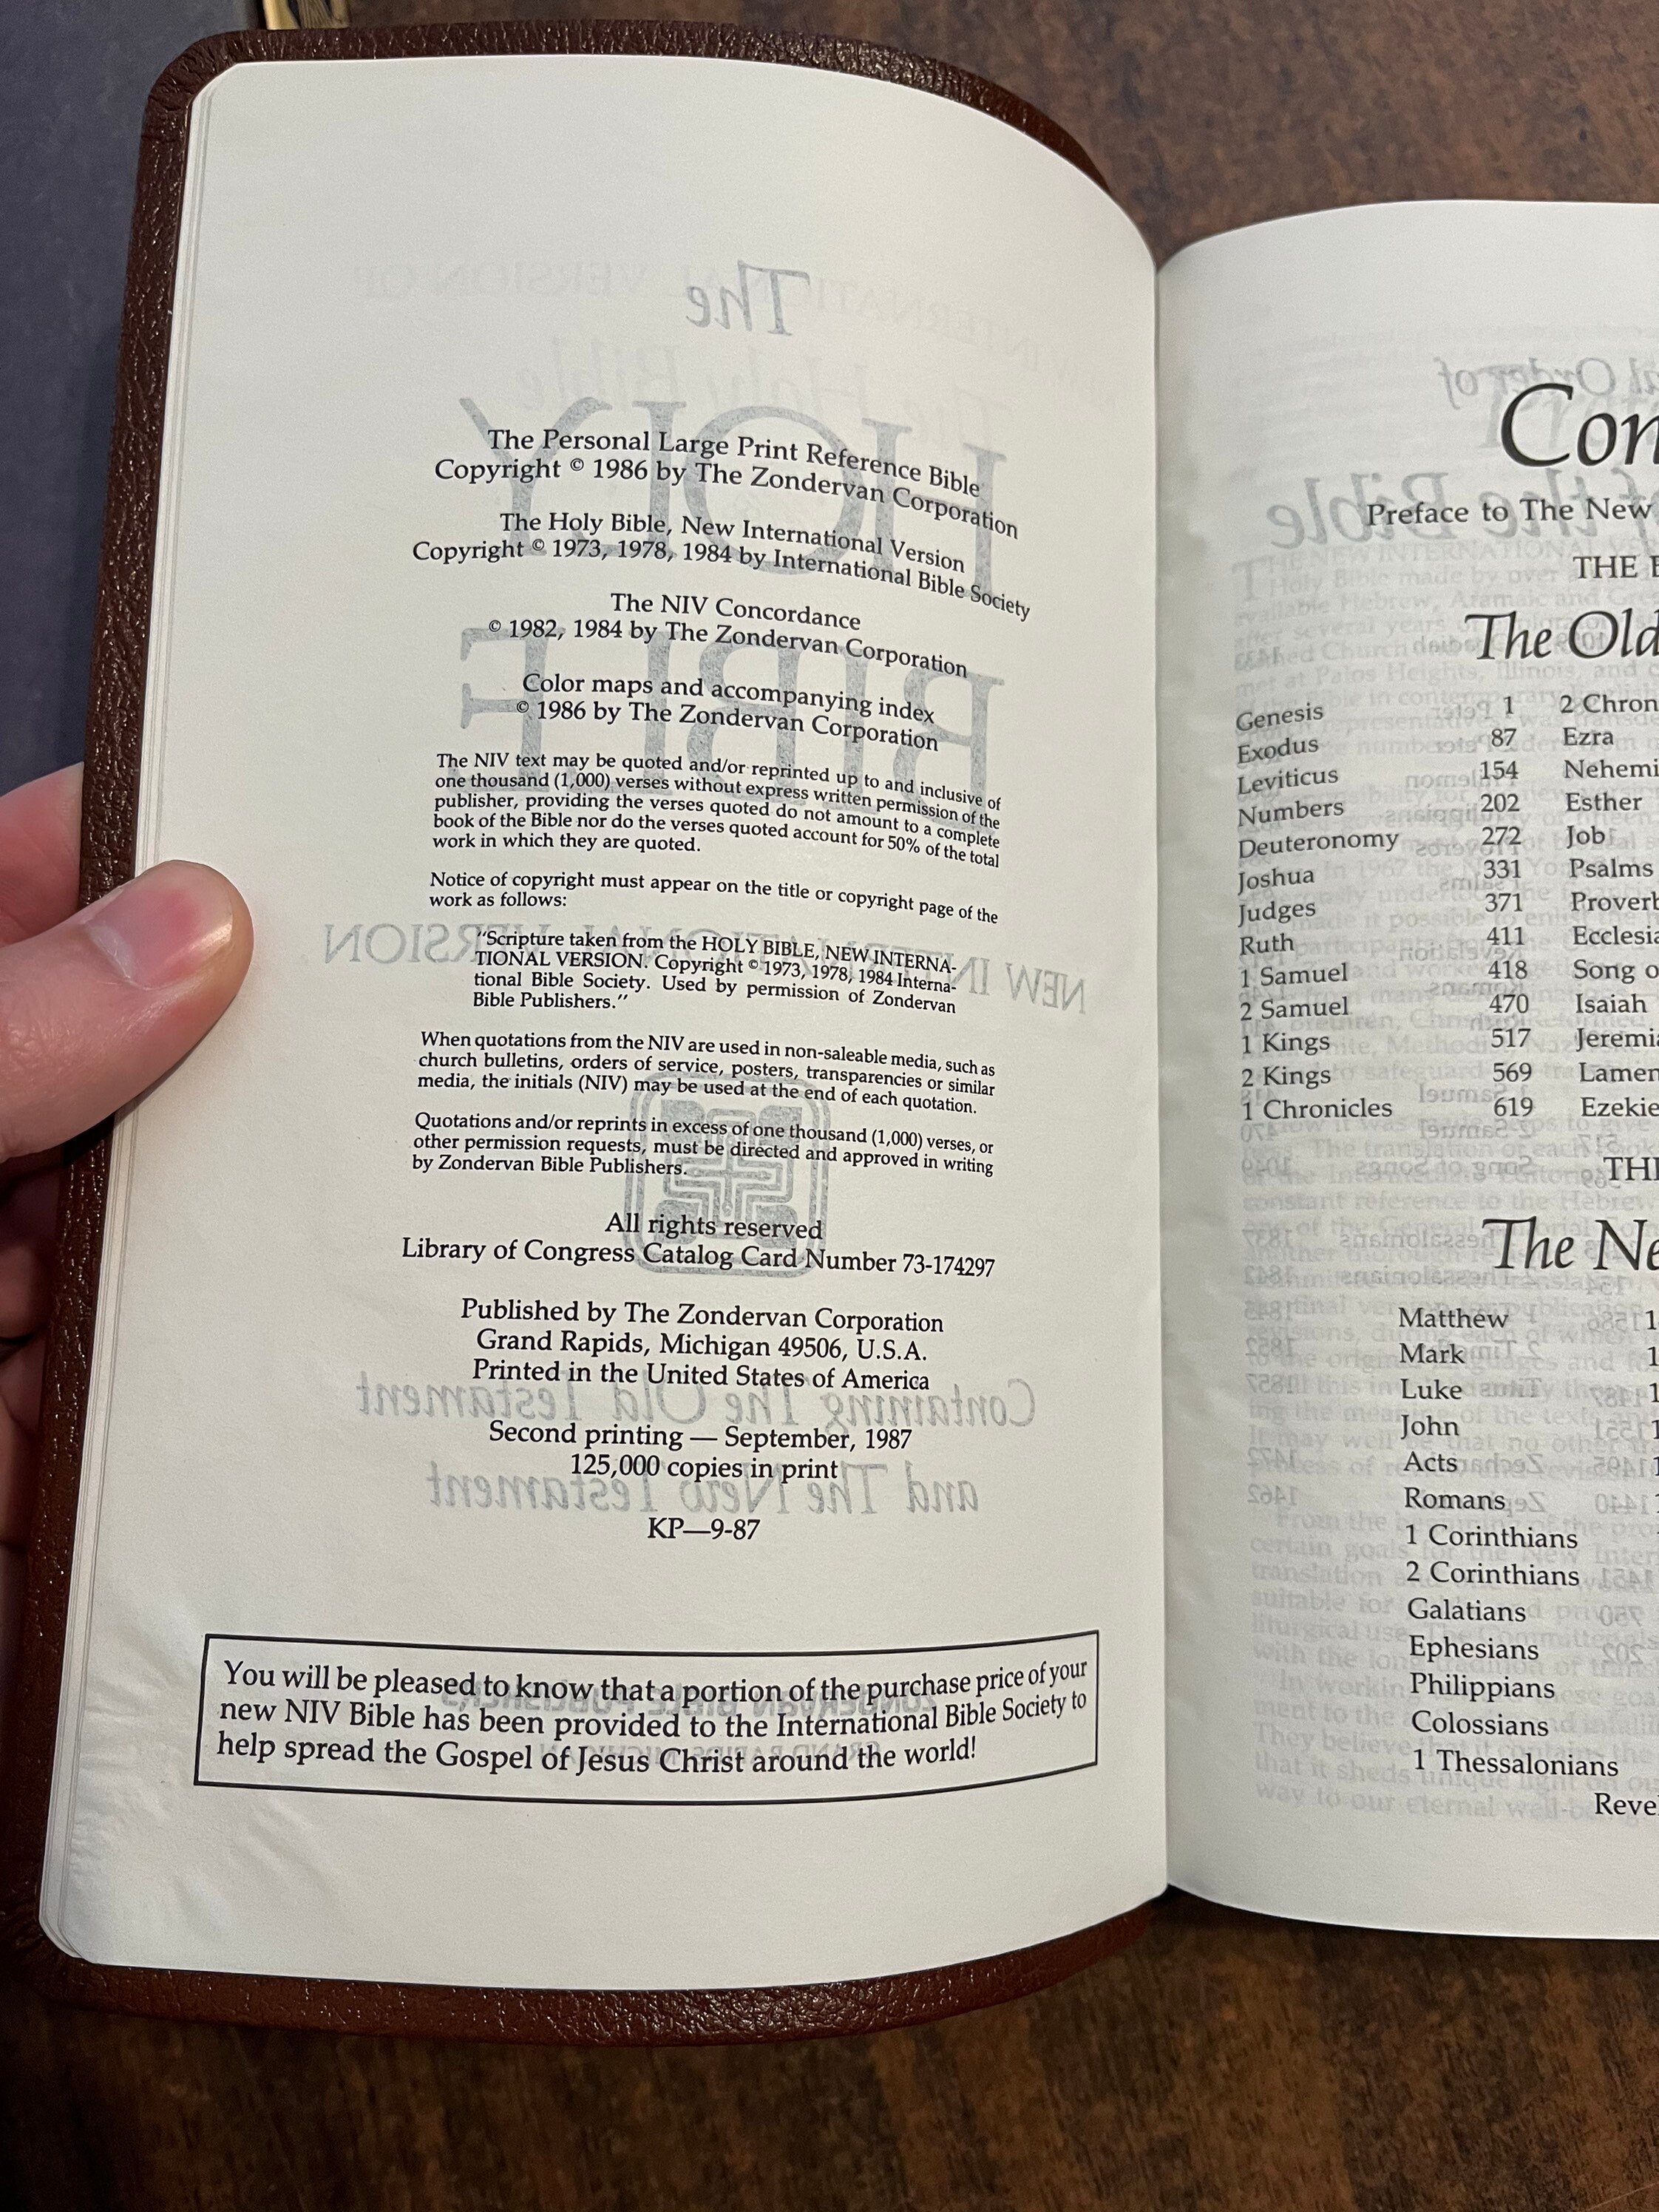 The Personal Large Print Reference Bible
Copyright © 1986 by The Zondervan Corporation
The Holy Bible, New International Version
Copyright © 1973, 1978, 1984 by International Bible Society
The NIV Concordance
© 1982, 1984 by The Zondervan Corporation
Color maps and accompanying index
© 1986 by The Zondervan Corporation
The NIV text may be quoted and/or reprinted up to and inclusive of
one thousand (1,000) verses without express written permission of the
publisher, providing the verses quoted do not amount to a complete
book of the Bible nor do the verses quoted account for 50% of the total
work in which they are quoted.
Notice of copyright must appear on the title or copyright page of the
work as follows:
"Scripture taken from the HOLY BIBLE, NEW INTERNA-
TIONAL VERSION. Copyright © 1973, 1978, 1984 Interna-
tional Bible Society. Used by permission of Zondervan
Bible Publishers."
When quotations from the NIV are used in non-saleable media, such as
church bulletins, orders of service, posters, transparencies or similar
media, the initials (NIV) may be used at the end of each quotation.
Quotations and/or reprints in excess of one thousand (1,000) verses, or
other permission requests, must be directed and approved in writing
by Zondervan Bible Publishers.
All rights reserved
Library of Congress Catalog Card Number 73-174297
Published by The Zondervan Corporation
Grand Rapids, Michigan 49506, U.S.A.
Printed in the United States of America
Second printing — September, 1987
125,000 copies in print
KP—9-87
You will be pleased to know that a portion of the purchase price of your
new NIV Bible has been provided to the International Bible Society to
help spread the Gospel of Jesus Christ around the world!
Con
Preface to The New
THE
The Old
Genesis 1 2 Chron
Exodus 87 Ezra
Leviticus 154 Nehemi
Numbers 202 Esther
Deuteronomy 272 Job
Joshua 331 Psalms
Judges 371 Proverb
Ruth 411 Ecclesia
1 Samuel 418 Song o
2 Samuel 470 Isaiah
1 Kings 517 Jeremia
2 Kings 569 Lamen
1 Chronicles 619 Ezekie
TH
The Ne
Matthew
Mark
Luke
John
Acts
Romans
1 Corinthians
2 Corinthians
Galatians
Ephesians
Philippians
Colossians
1 Thessalonians
Reve